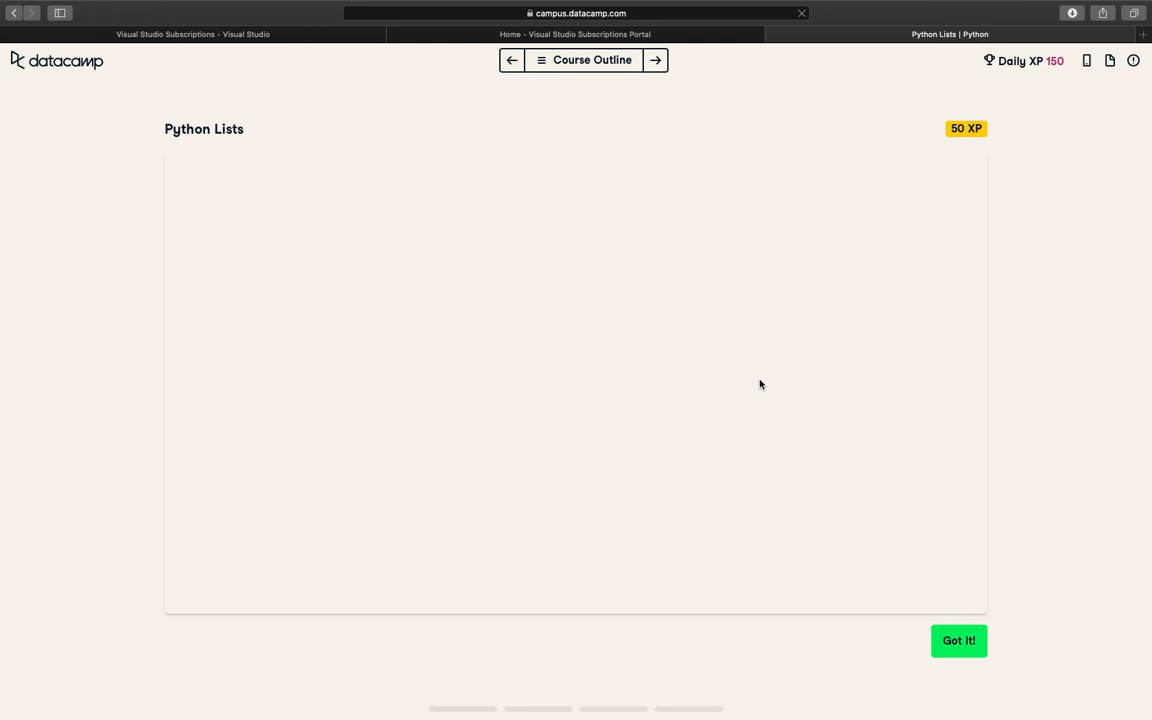 campus.datacamp.com
Visual Studio Subscriptions - Visual Studio
Home - Visual Studio Subscriptions Portal
Python Lists | Python
datacamp
Course Outline
Daily XP 150
Python Lists
50 XP
Got It!